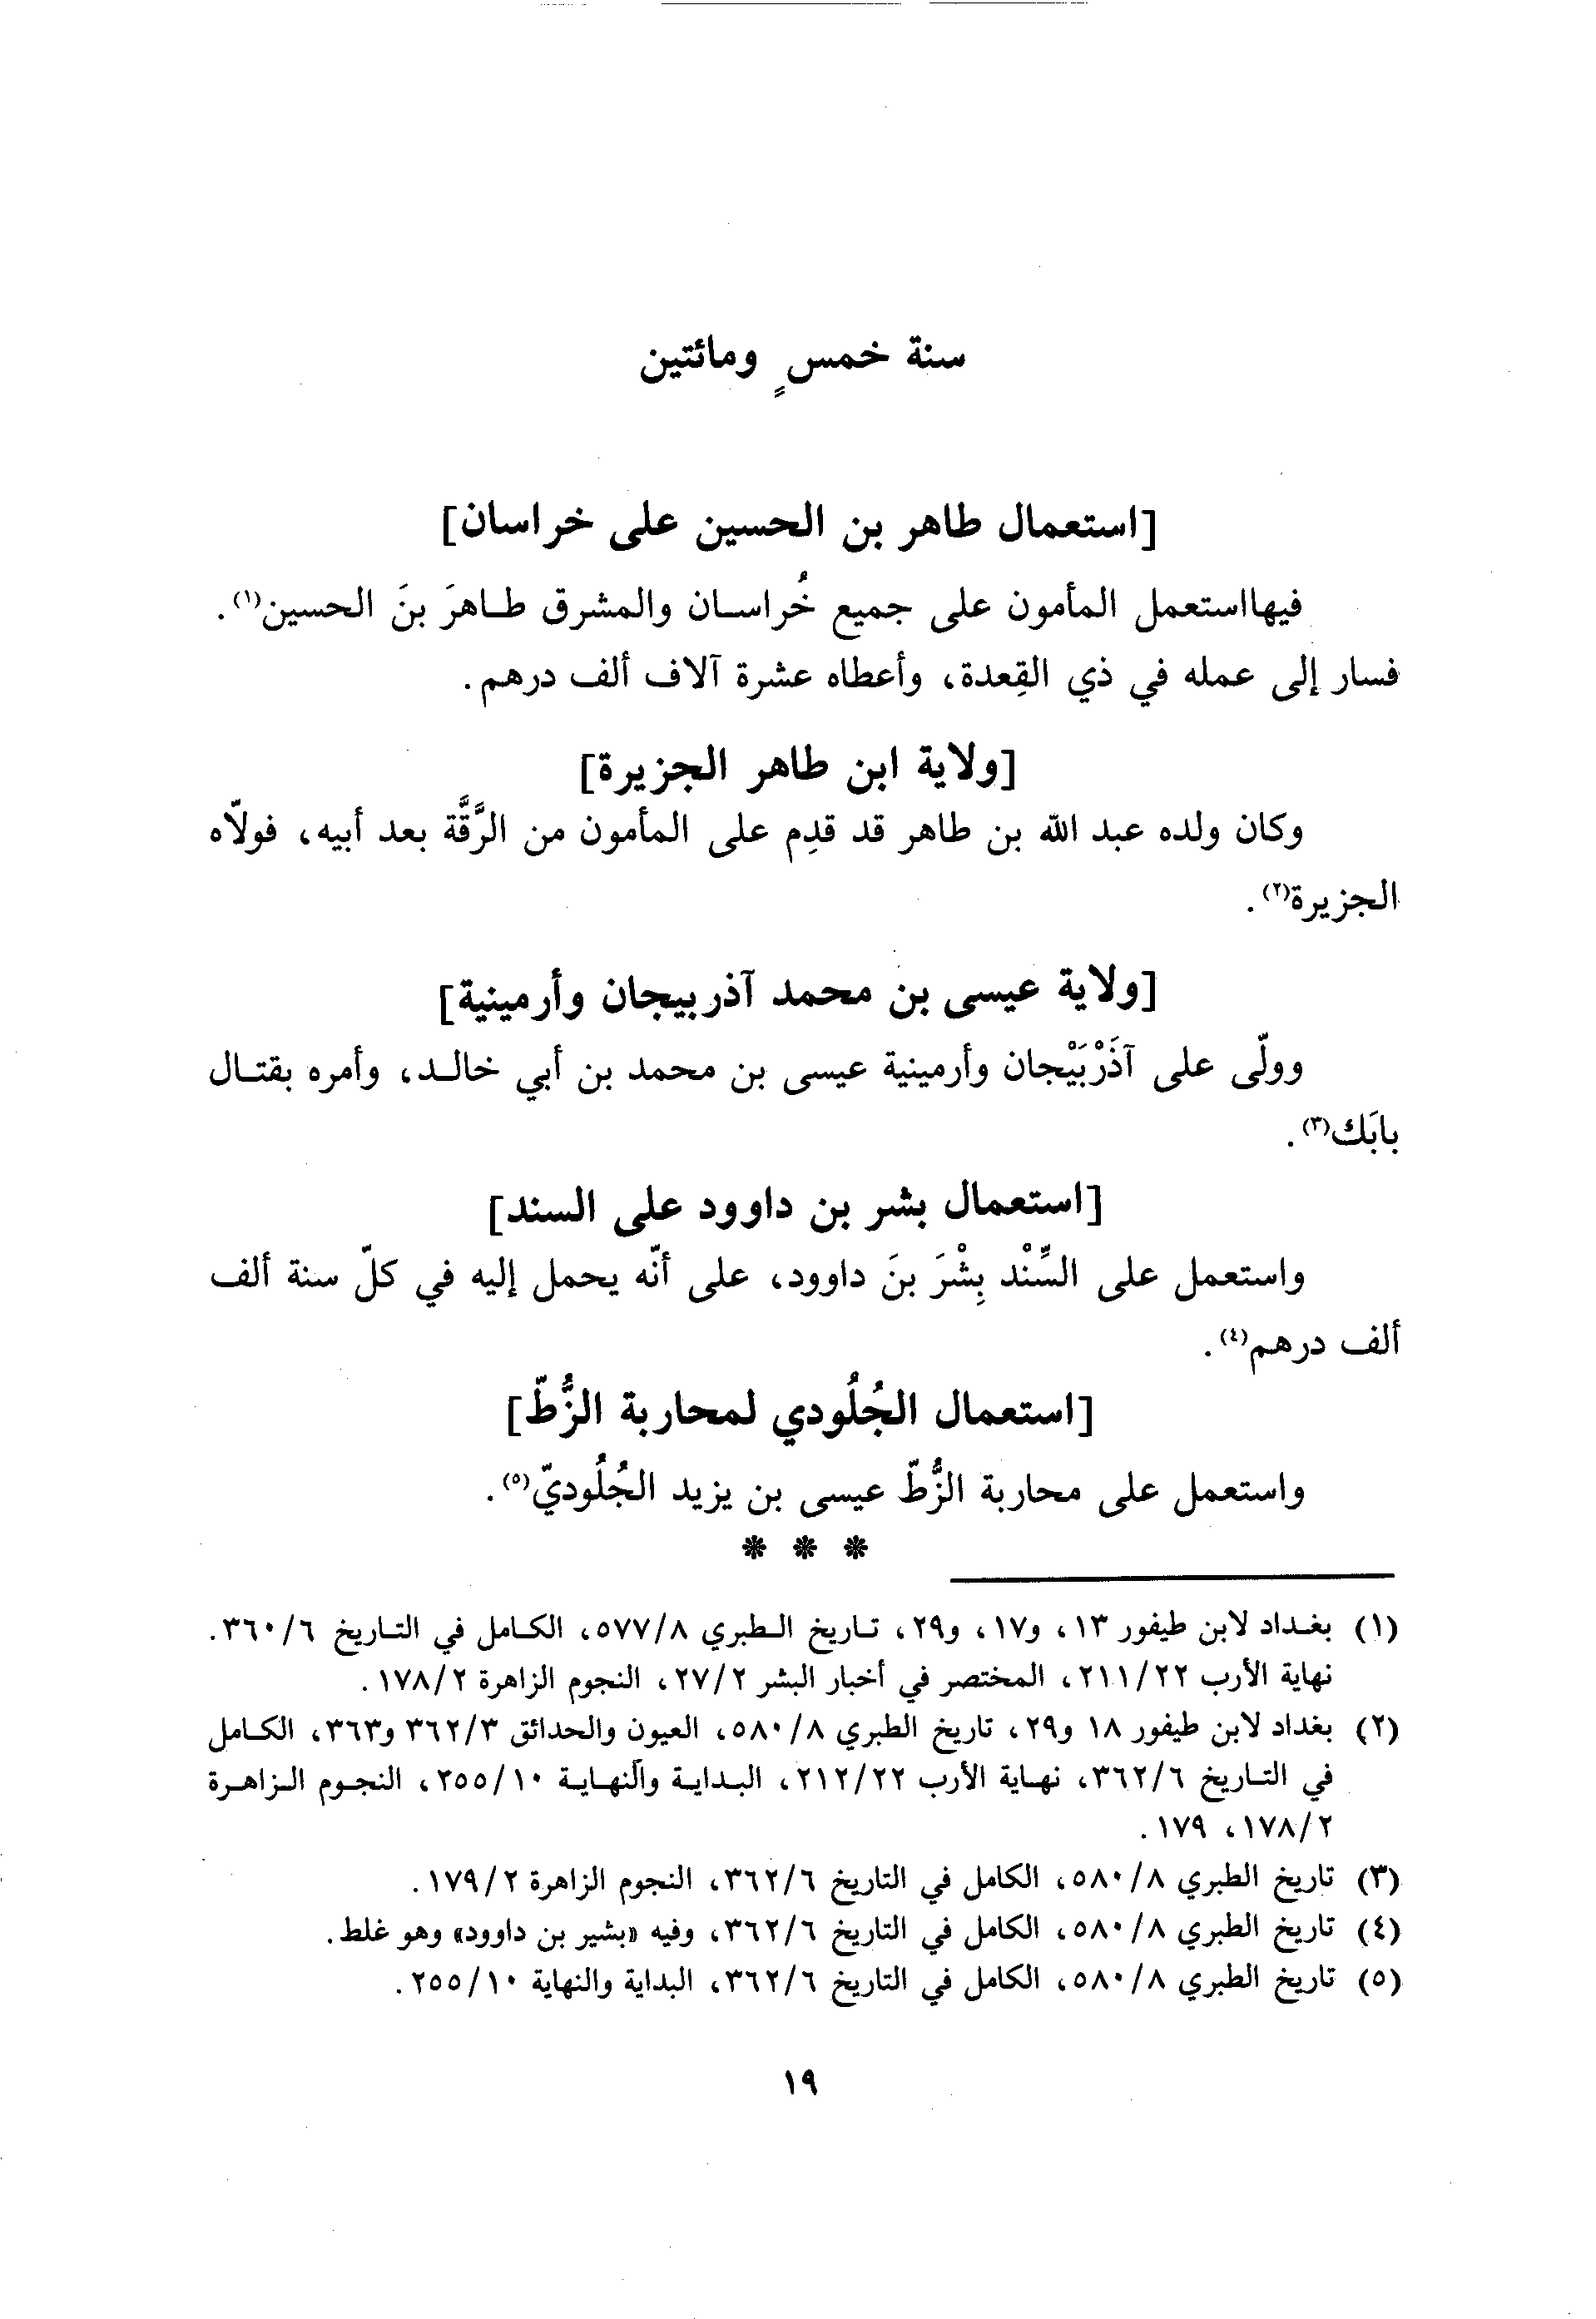 سنة خمسٍ ومائتين
[استعمال طاهر بن الحسين على خراسان]
فيهااستعمل المأمون على جميع خُراسان والمشرق طاهرَ بنَ الحسين(١).
فسار إلى عمله في ذي القِعدة، وأعطاه عشرة آلاف ألف درهم.
[ولاية ابن طاهر الجزيرة]
وكان ولده عبد الله بن طاهر قد قدِم على المأمون من الرَّقَّة بعد أبيه، فولّاه
الجزيرة(٢).
[ولاية عيسى بن محمد آذربيجان وأرمينية]
وولّى على آذَرْبَيْجان وأرمينية عيسى بن محمد بن أبي خالد، وأمره بقتال
بابَك(٣).
[استعمال بشر بن داوود على السند]
واستعمل على السِّنْد بِشْرَ بنَ داوود، على أنّه يحمل إليه في كلّ سنة ألف
ألف درهم(٤).
[استعمال الجُلُودي لمحاربة الزُّطّ]
واستعمل على محاربة الزُّطّ عيسى بن يزيد الجُلُوديّ(٥).
* * *
(١) بغداد لابن طيفور ١٣، و١٧، و٢٩، تاريخ الطبري ٥٧٧/٨، الكامل في التاريخ ٣٦٠/٦.
نهاية الأرب ٢١١/٢٢، المختصر في أخبار البشر ٢٧/٢، النجوم الزاهرة ١٧٨/٢.
(٢) بغداد لابن طيفور ١٨ و٢٩، تاريخ الطبري ٥٨٠/٨، العيون والحدائق ٣٦٢/٣ و٣٦٣، الكامل
في التاريخ ٣٦٢/٦، نهاية الأرب ٢١٢/٢٢، البداية والنهاية ٢٥٥/١٠، النجوم الزاهرة
١٧٨/٢، ١٧٩.
(٣) تاريخ الطبري ٥٨٠/٨، الكامل في التاريخ ٣٦٢/٦، النجوم الزاهرة ١٧٩/٢.
(٤) تاريخ الطبري ٥٨٠/٨، الكامل في التاريخ ٣٦٢/٦، وفيه «بشير بن داوود» وهو غلط.
(٥) تاريخ الطبري ٥٨٠/٨، الكامل في التاريخ ٣٦٢/٦، البداية والنهاية ٢٥٥/١٠.
١٩